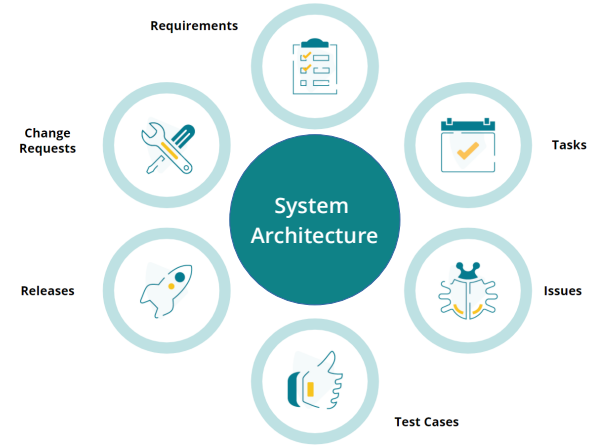 Requirements
Change
Requests
Tasks
System
Architecture
Releases
Issues
Test Cases